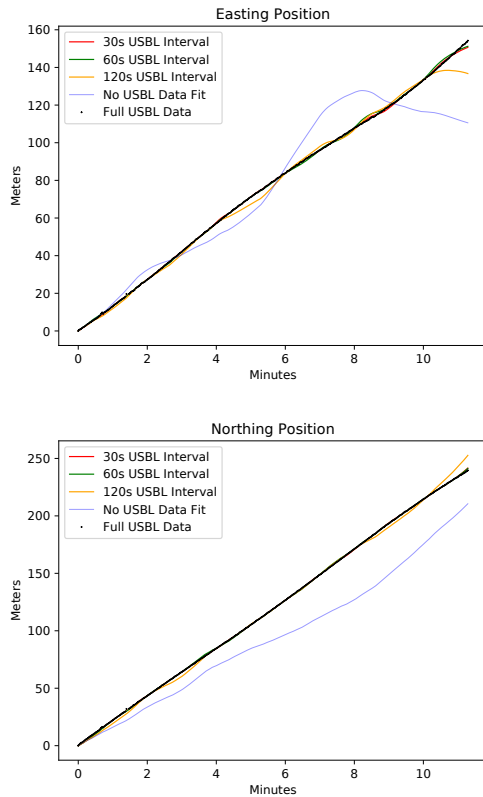 Easting Position
160
140
120
100
80
60
40
20
0
Meters
30s USBL Interval
60s USBL Interval
120s USBL Interval
No USBL Data Fit
Full USBL Data
0 2 4 6 8 10
Minutes
Northing Position
250
200
150
100
50
0
Meters
30s USBL Interval
60s USBL Interval
120s USBL Interval
No USBL Data Fit
Full USBL Data
0 2 4 6 8 10
Minutes